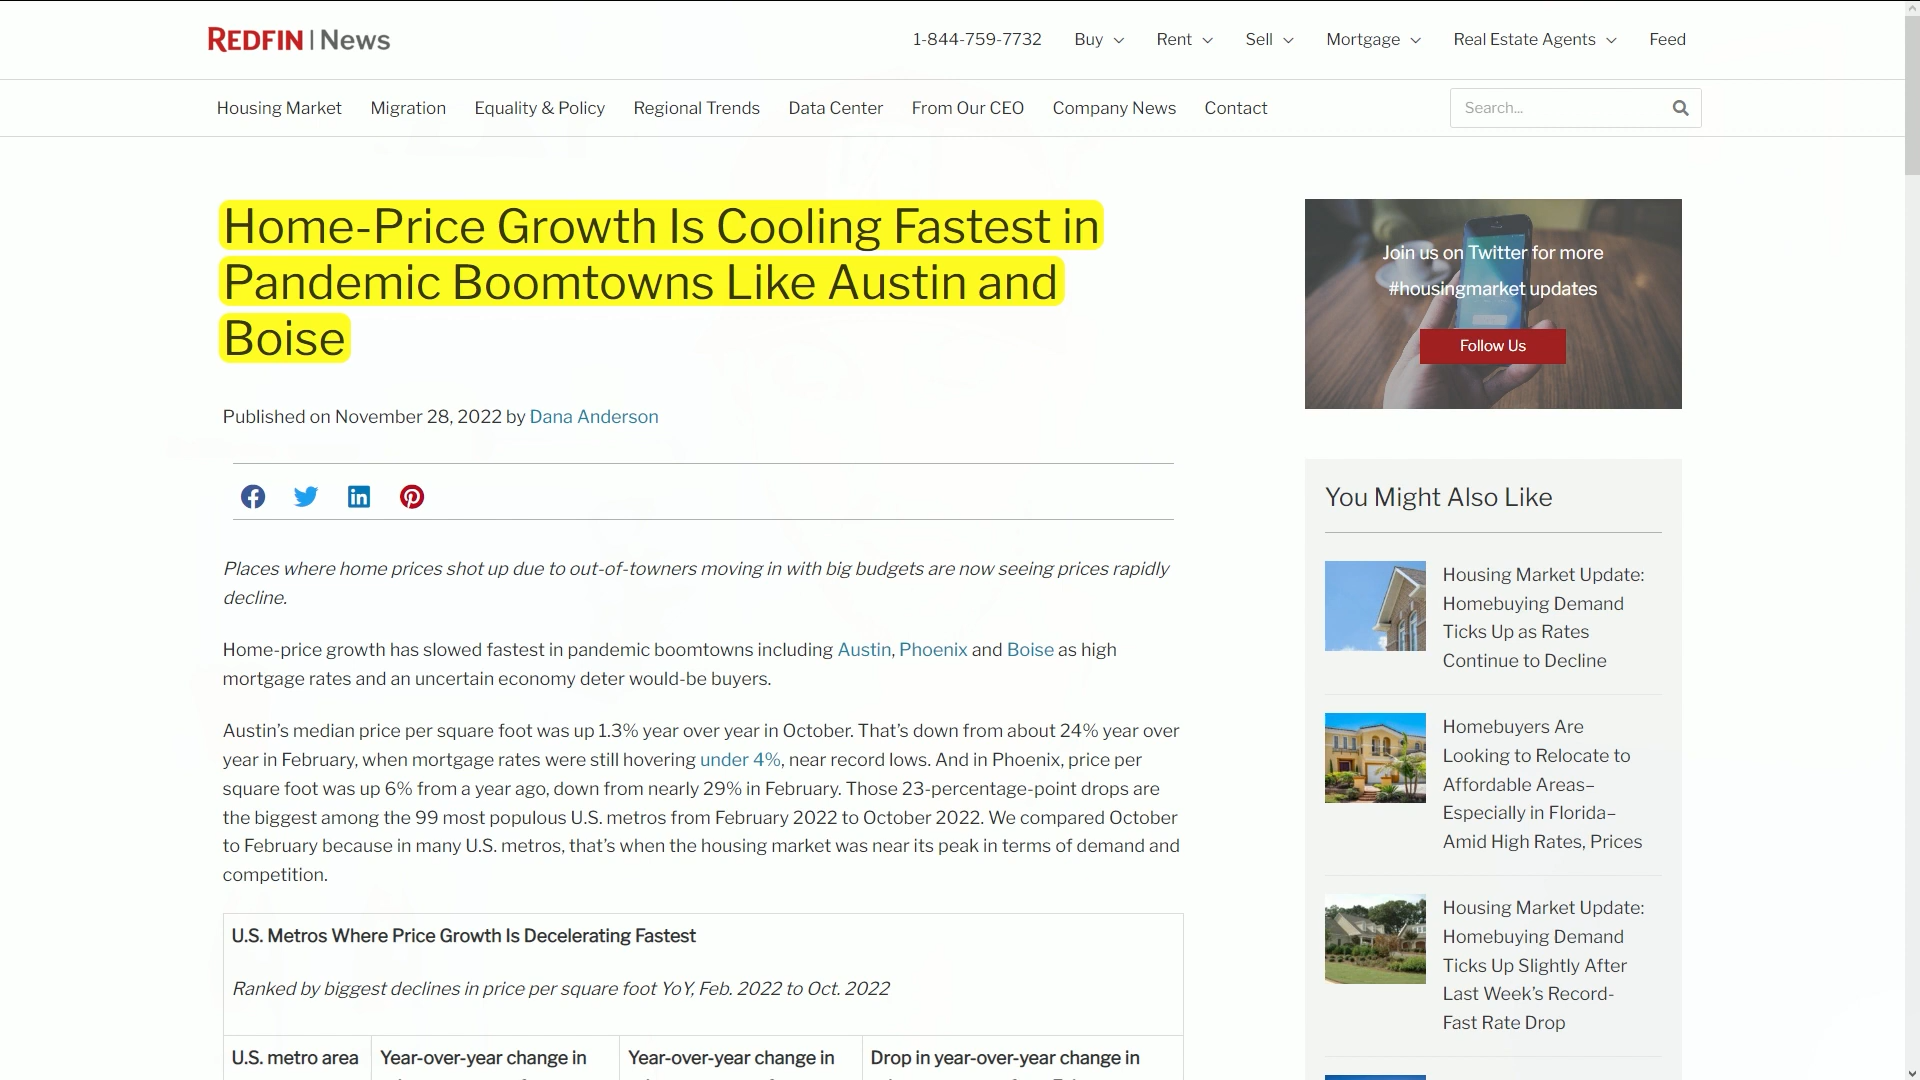 REDFIN | News
1-844-759-7732 Buy Rent Sell Mortgage Real Estate Agents Feed
Housing Market Migration Equality & Policy Regional Trends Data Center From Our CEO Company News Contact
Search...
Home-Price Growth Is Cooling Fastest in
Pandemic Boomtowns Like Austin and
Boise
Published on November 28, 2022 by Dana Anderson
Places where home prices shot up due to out-of-towners moving in with big budgets are now seeing prices rapidly
decline.
Home-price growth has slowed fastest in pandemic boomtowns including Austin, Phoenix and Boise as high
mortgage rates and an uncertain economy deter would-be buyers.
Austin’s median price per square foot was up 1.3% year over year in October. That’s down from about 24% year over
year in February, when mortgage rates were still hovering under 4%, near record lows. And in Phoenix, price per
square foot was up 6% from a year ago, down from nearly 29% in February. Those 23-percentage-point drops are
the biggest among the 99 most populous U.S. metros from February 2022 to October 2022. We compared October
to February because in many U.S. metros, that’s when the housing market was near its peak in terms of demand and
competition.
U.S. Metros Where Price Growth Is Decelerating Fastest
Ranked by biggest declines in price per square foot YoY, Feb. 2022 to Oct. 2022
U.S. metro area
Year-over-year change in
Year-over-year change in
Drop in year-over-year change in
Join us on Twitter for more
#housingmarket updates
Follow Us
You Might Also Like
Housing Market Update:
Homebuying Demand
Ticks Up as Rates
Continue to Decline
Homebuyers Are
Looking to Relocate to
Affordable Areas–
Especially in Florida–
Amid High Rates, Prices
Housing Market Update:
Homebuying Demand
Ticks Up Slightly After
Last Week’s Record-
Fast Rate Drop